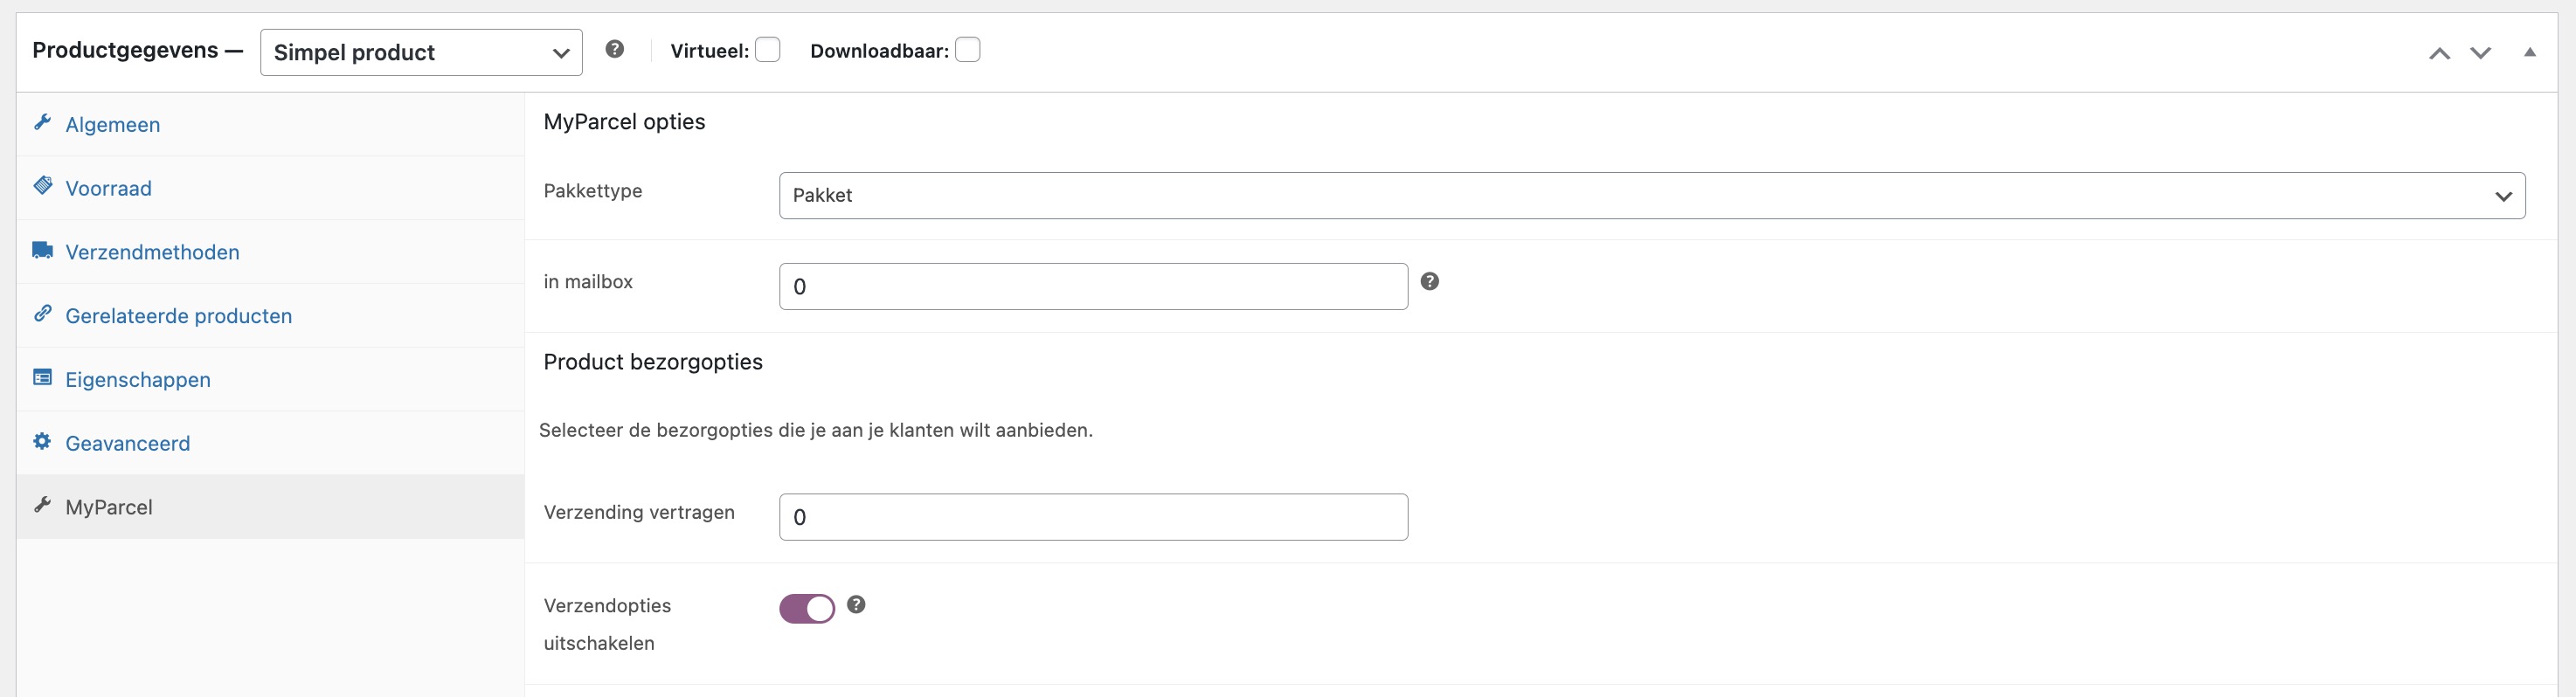 Productgegevens — Simpel product Virtueel: Downloadbaar:
Algemeen
Voorraad
Verzendmethoden
Gerelateerde producten
Eigenschappen
Geavanceerd
MyParcel
MyParcel opties
Pakkettype Pakket
in mailbox 0
Product bezorgopties
Selecteer de bezorgopties die je aan je klanten wilt aanbieden.
Verzending vertragen 0
Verzendopties
uitschakelen